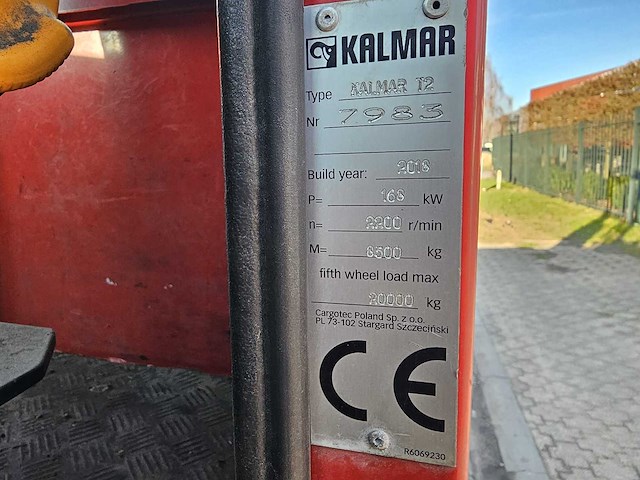 KALMAR
Type KALMAR T2
Nr 7983
Build year: 2018
P= 168 kW
n= 2200 r/min
M= 8300 kg
fifth wheel load max
20000 kg
Cargotec Poland Sp. z o.o.
PL 73-102 Stargard Szczeciński
CE
R6069230